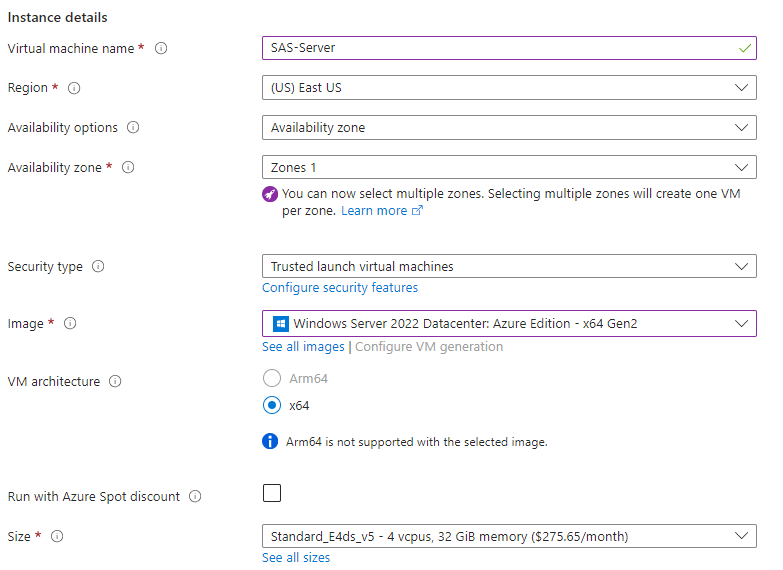 Instance details
Virtual machine name *
SAS-Server
Region *
(US) East US
Availability options
Availability zone
Availability zone *
Zones 1
You can now select multiple zones. Selecting multiple zones will create one VM
per zone. Learn more
Security type
Trusted launch virtual machines
Configure security features
Image *
Windows Server 2022 Datacenter: Azure Edition - x64 Gen2
See all images | Configure VM generation
VM architecture
Arm64
x64
Arm64 is not supported with the selected image.
Run with Azure Spot discount
Size *
Standard_E4ds_v5 - 4 vcpus, 32 GiB memory ($275.65/month)
See all sizes